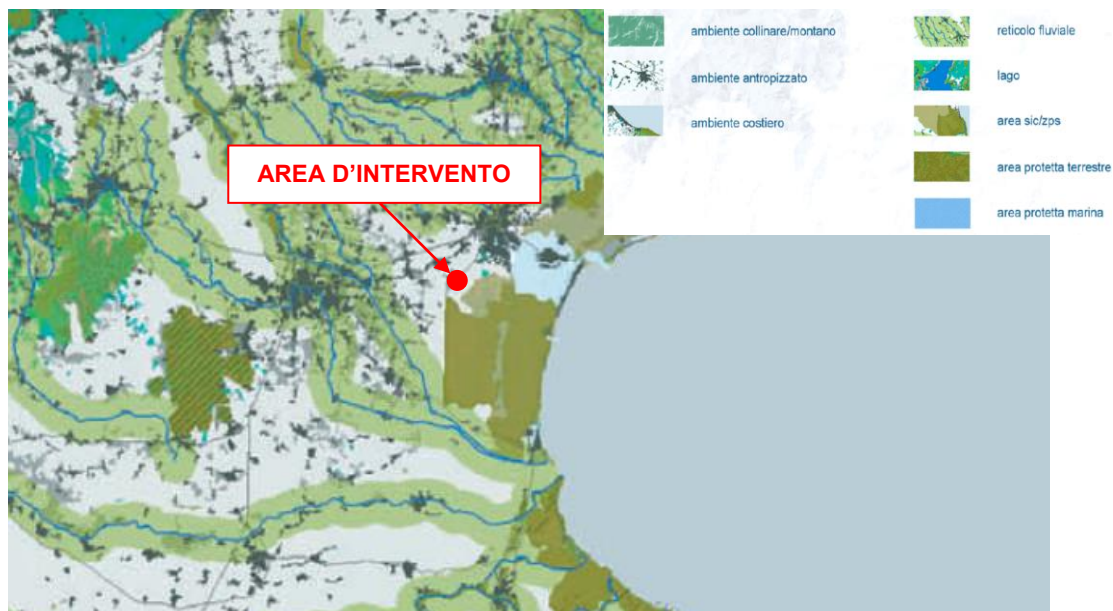 ambiente collinare/montano
ambiente antropizzato
ambiente costiero
reticolo fluviale
lago
area sic/zps
area protetta terrestre
area protetta marina
AREA D’INTERVENTO